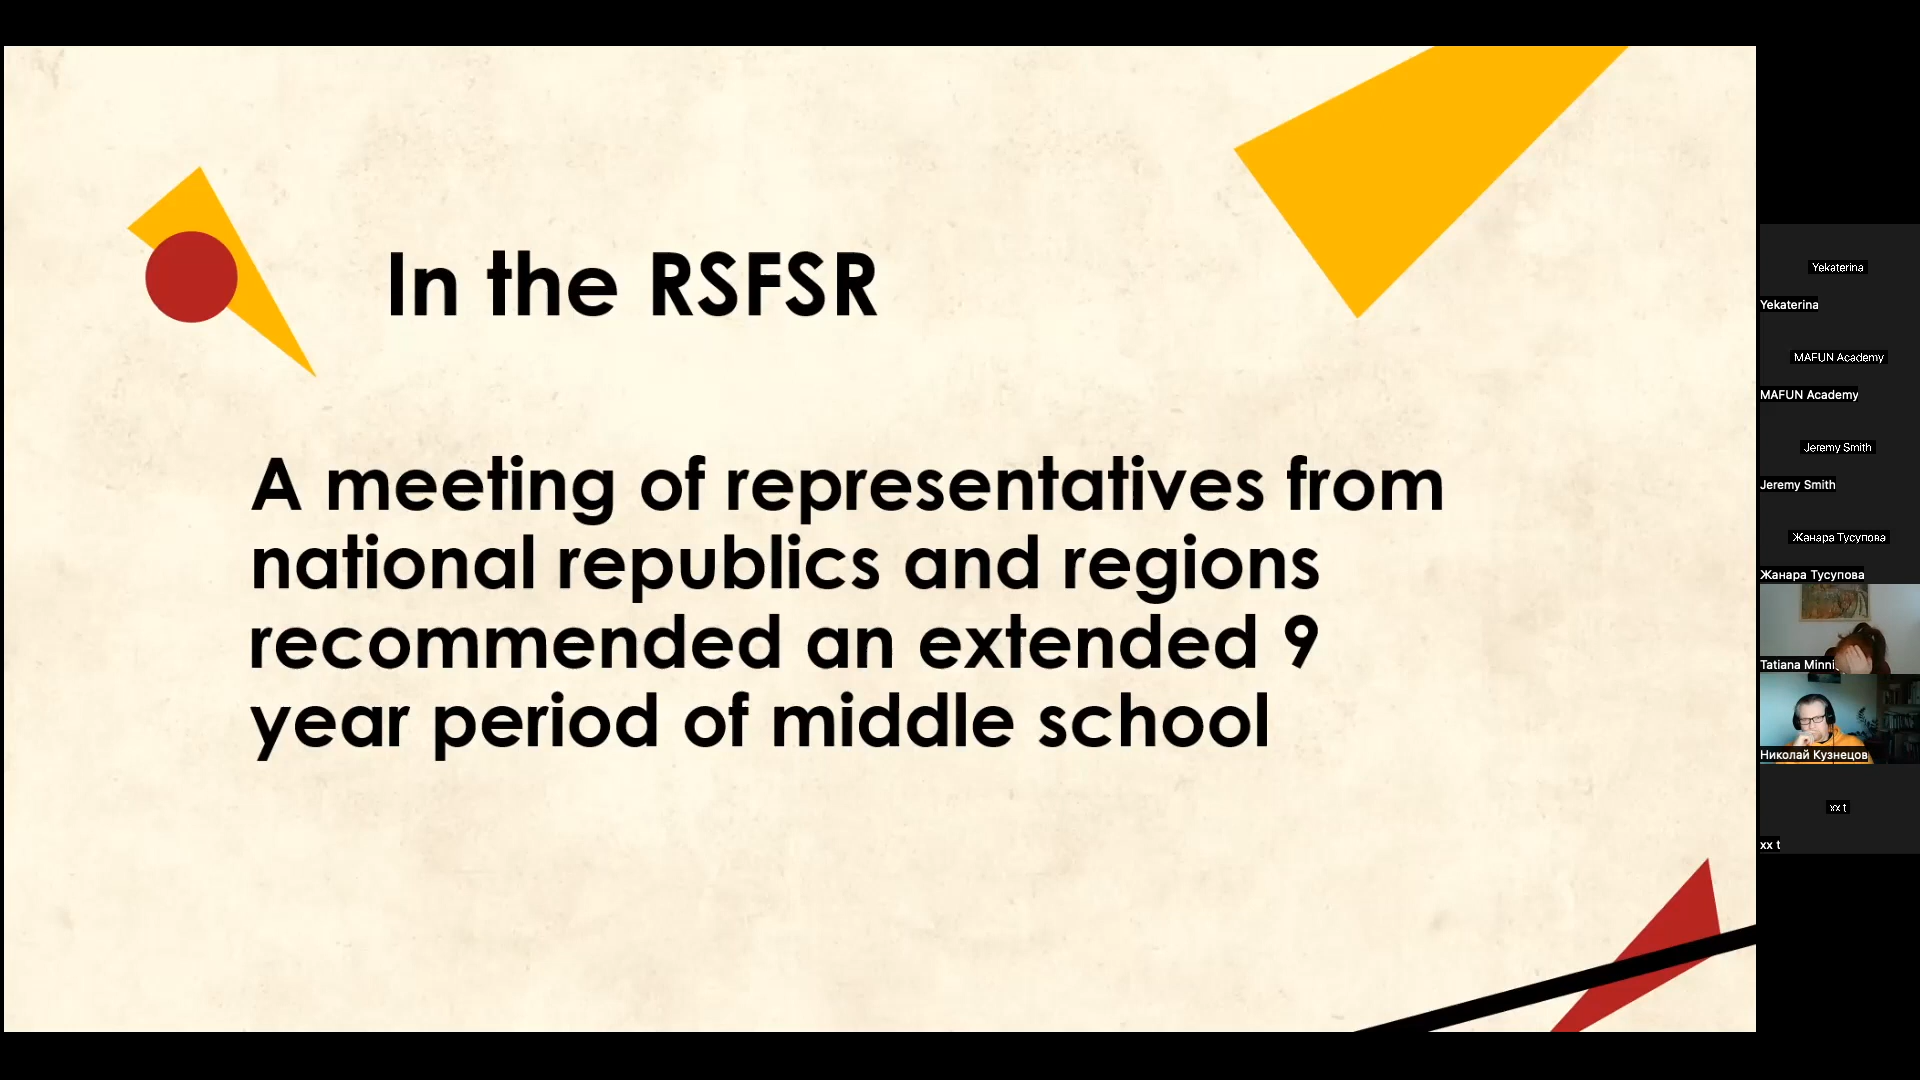 In the RSFSR
A meeting of representatives from
national republics and regions
recommended an extended 9
year period of middle school
Yekaterina
Yekaterina
MAFUN Academy
MAFUN Academy
Jeremy Smith
Jeremy Smith
Жанара Тусупова
Жанара Тусупова
Tatiana Minni
Николай Кузнецов
xx t
xx t